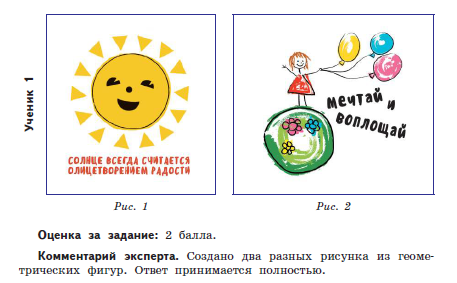 Ученик 1
СОЛНЦЕ ВСЕГДА СЧИТАЕТСЯ
ОЛИЦЕТВОРЕНИЕМ РАДОСТИ
МЕЧТАЙ И
ВОПЛОЩАЙ
Рис. 1
Рис. 2
Оценка за задание: 2 балла.
Комментарий эксперта. Создано два разных рисунка из геоме-
трических фигур. Ответ принимается полностью.